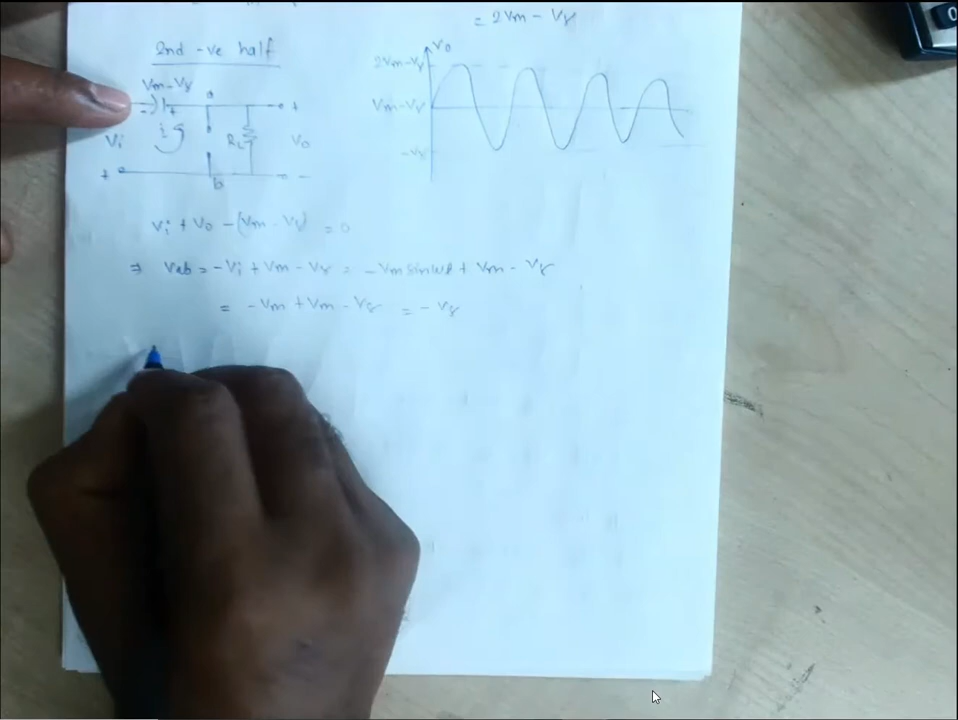 = 2Vm - Vγ
2nd -ve half
Vo
2Vm-Vγ
Vm-Vγ
-Vγ
Vm-Vγ
a
+
- +
i
Vi
RL
Vo
+
b
-
Vi + Vo - (Vm - Vγ) = 0
⇒ Vab = -Vi + Vm - Vγ = -Vm sinωt + Vm - Vγ
= -Vm + Vm - Vγ = -Vγ